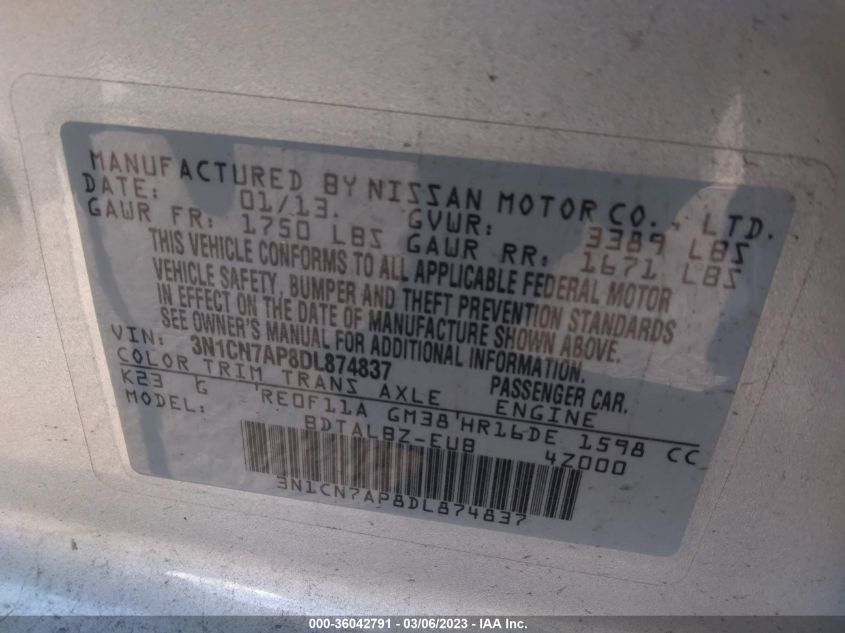 MANUFACTURED BY NISSAN MOTOR CO., LTD.
DATE: 01/13. GVWR: 3389 LBS
GAWR FR: 1750 LBS GAWR RR: 1671 LBS
THIS VEHICLE CONFORMS TO ALL APPLICABLE FEDERAL MOTOR
VEHICLE SAFETY, BUMPER AND THEFT PREVENTION STANDARDS
IN EFFECT ON THE DATE OF MANUFACTURE SHOWN ABOVE.
SEE OWNER'S MANUAL FOR ADDITIONAL INFORMATION.
VIN: 3N1CN7AP8DL874837 PASSENGER CAR.
COLOR TRIM TRANS AXLE ENGINE
K23 G RE0F11A GM38 HR16DE 1598 CC
MODEL: BDTALBZ-EUB 4Z000
3N1CN7AP8DL874837
000-36042791 - 03/06/2023 - IAA Inc.